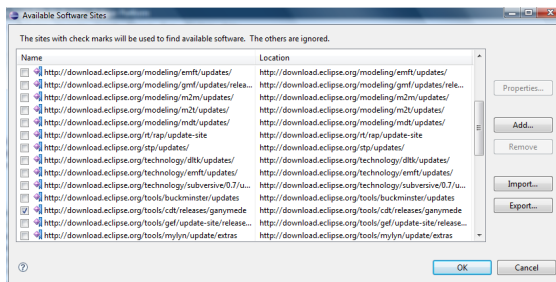 Available Software Sites
The sites with check marks will be used to find available software. The others are ignored.
Name Location
http://download.eclipse.org/modeling/emft/updates/ http://download.eclipse.org/modeling/emft/updates/
http://download.eclipse.org/modeling/gmf/updates/relea... http://download.eclipse.org/modeling/gmf/updates/rele...
http://download.eclipse.org/modeling/m2m/updates/ http://download.eclipse.org/modeling/m2m/updates/
http://download.eclipse.org/modeling/m2t/updates/ http://download.eclipse.org/modeling/m2t/updates/
http://download.eclipse.org/modeling/mdt/updates/ http://download.eclipse.org/modeling/mdt/updates/
http://download.eclipse.org/rt/rap/update-site http://download.eclipse.org/rt/rap/update-site
http://download.eclipse.org/stp/updates/ http://download.eclipse.org/stp/updates/
http://download.eclipse.org/technology/dltk/updates/ http://download.eclipse.org/technology/dltk/updates/
http://download.eclipse.org/technology/emft/updates/ http://download.eclipse.org/technology/emft/updates/
http://download.eclipse.org/technology/subversive/0.7/u... http://download.eclipse.org/technology/subversive/0.7/u...
http://download.eclipse.org/tools/buckminster/updates http://download.eclipse.org/tools/buckminster/updates
http://download.eclipse.org/tools/cdt/releases/ganymede http://download.eclipse.org/tools/cdt/releases/ganymede
http://download.eclipse.org/tools/gef/update-site/release... http://download.eclipse.org/tools/gef/update-site/release...
http://download.eclipse.org/tools/mylyn/update/extras http://download.eclipse.org/tools/mylyn/update/extras
Properties...
Add...
Remove
Import...
Export...
OK Cancel